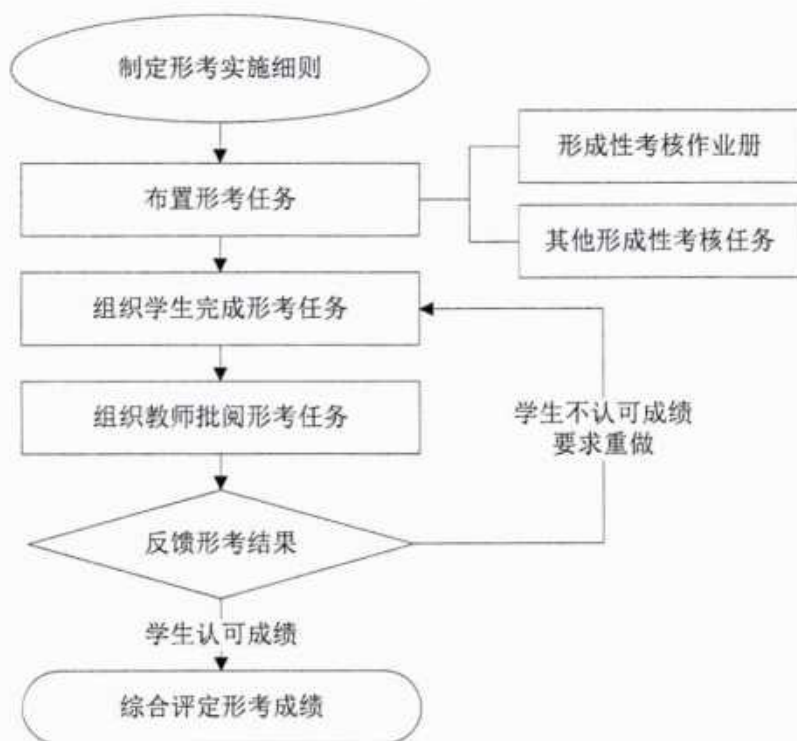 制定形考实施细则
布置形考任务
形成性考核作业册
其他形成性考核任务
组织学生完成形考任务
组织教师批阅形考任务
学生不认可成绩
要求重做
反馈形考结果
学生认可成绩
综合评定形考成绩